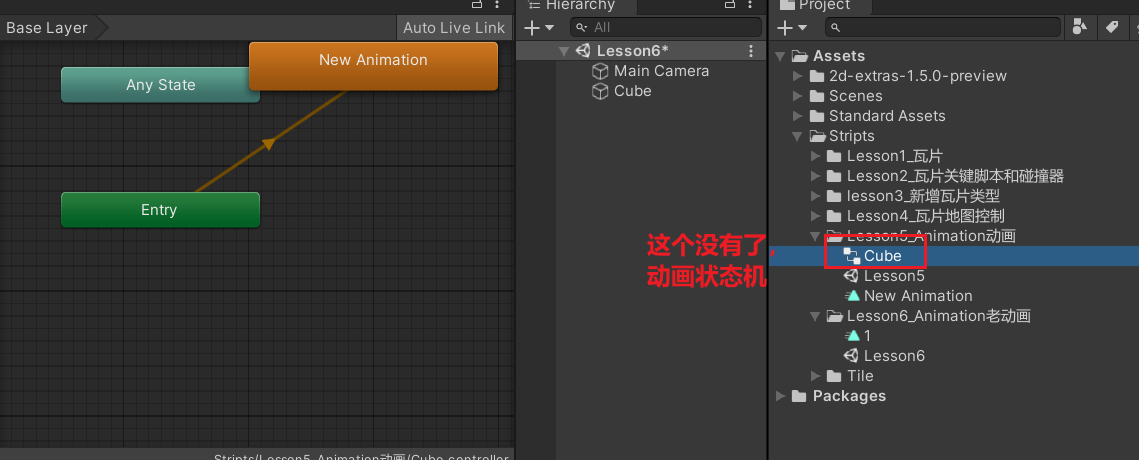 Base Layer
Auto Live Link
New Animation
Any State
Entry
Stripts/Lesson5_Animation动画/Cube.controller
Hierarchy
All
Lesson6*
Main Camera
Cube
这个没有了,
动画状态机
Project
Assets
2d-extras-1.5.0-preview
Scenes
Standard Assets
Stripts
Lesson1_瓦片
Lesson2_瓦片关键脚本和碰撞器
lesson3_新增瓦片类型
Lesson4_瓦片地图控制
Lesson5_Animation动画
Cube
Lesson5
New Animation
Lesson6_Animation老动画
1
Lesson6
Tile
Packages